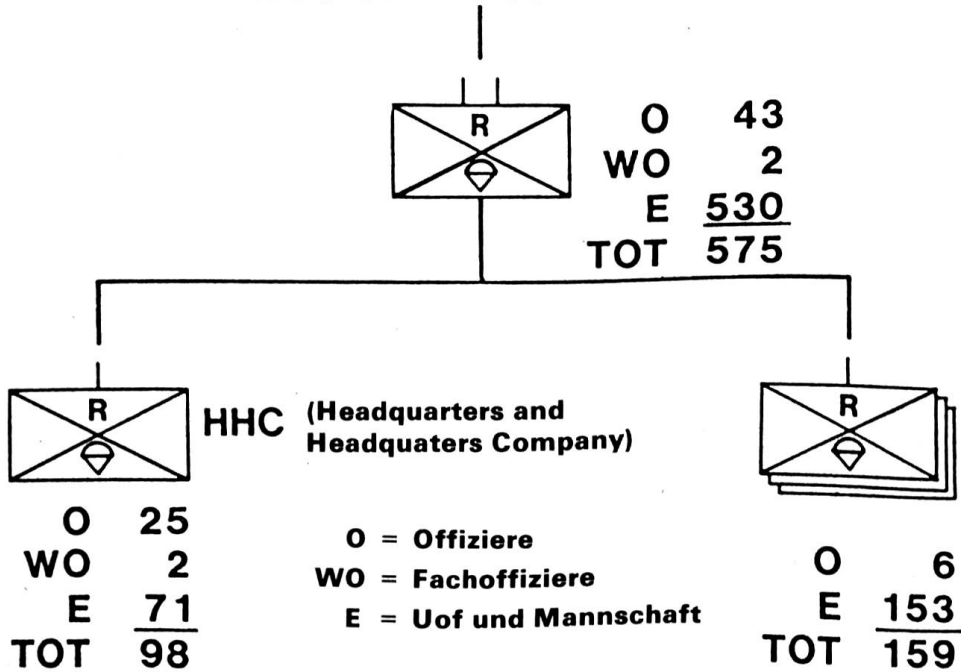 R
O 43
WO 2
E 530
TOT 575
R
HHC (Headquarters and
Headquaters Company)
O 25
WO 2
E 71
TOT 98
O = Offiziere
WO = Fachoffiziere
E = Uof und Mannschaft
R
O 6
E 153
TOT 159